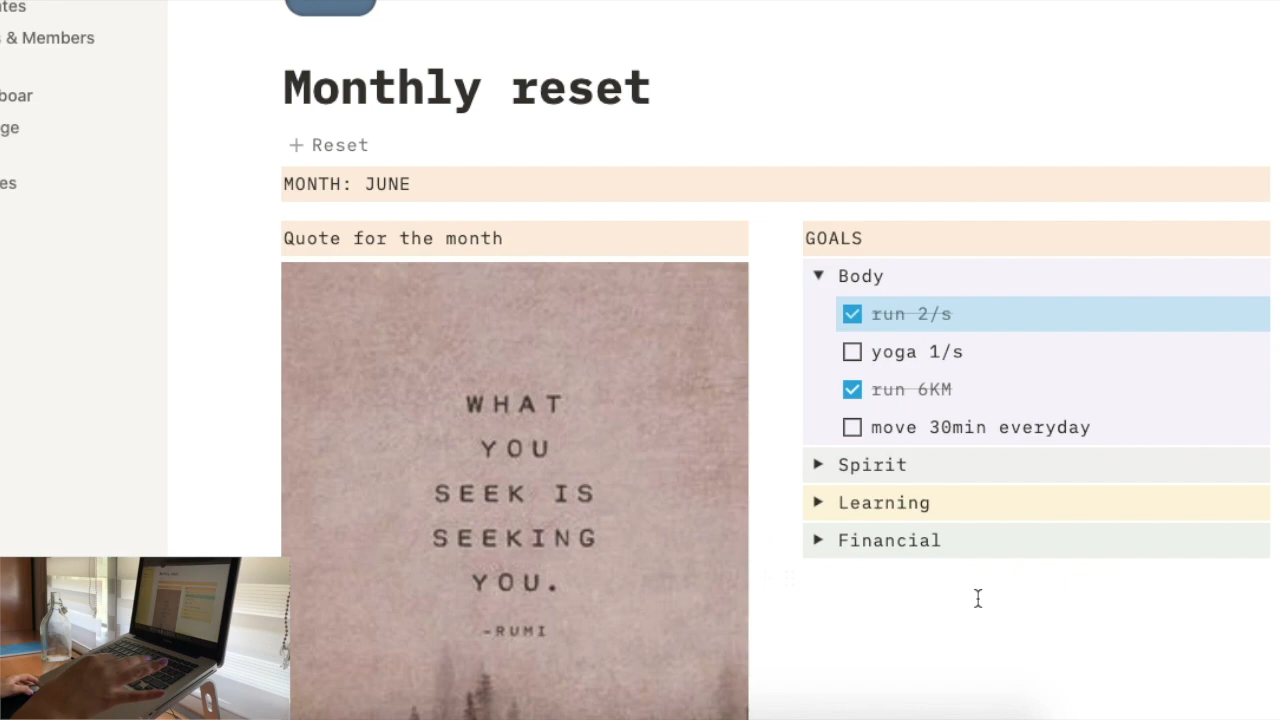 ates
s & Members
boar
ge
es
Monthly reset
+ Reset
MONTH: JUNE
Quote for the month
WHAT
YOU
SEEK IS
SEEKING
YOU.
-RUMI
GOALS
Body
run 2/s
yoga 1/s
run 6KM
move 30min everyday
Spirit
Learning
Financial